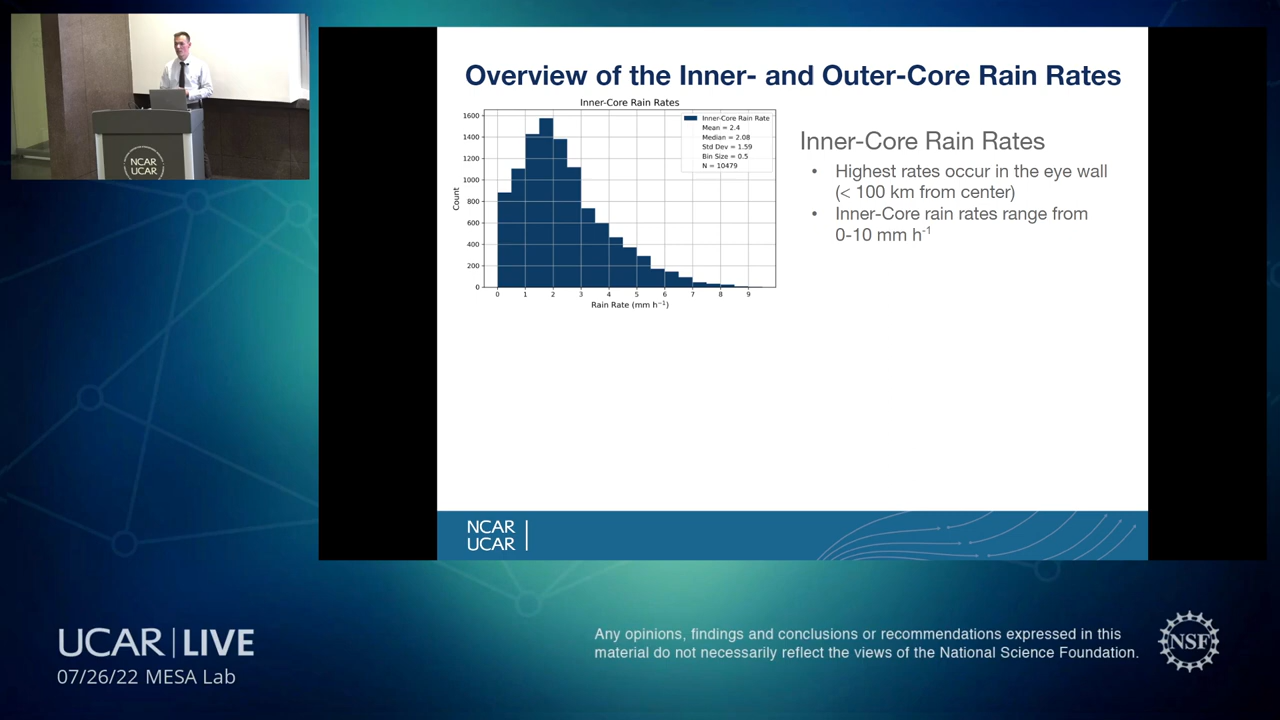 NCAR
UCAR
Overview of the Inner- and Outer-Core Rain Rates
Inner-Core Rain Rates
Inner-Core Rain Rate
Mean = 2.4
Median = 2.08
Std Dev = 1.59
Bin Size = 0.5
N = 10479
Count
1600
1400
1200
1000
800
600
400
200
0
0 1 2 3 4 5 6 7 8 9
Rain Rate (mm h⁻¹)
Inner-Core Rain Rates
• Highest rates occur in the eye wall
(< 100 km from center)
• Inner-Core rain rates range from
0-10 mm h⁻¹
NCAR
UCAR
UCAR | LIVE
07/26/22 MESA Lab
Any opinions, findings and conclusions or recommendations expressed in this
material do not necessarily reflect the views of the National Science Foundation.
NSF